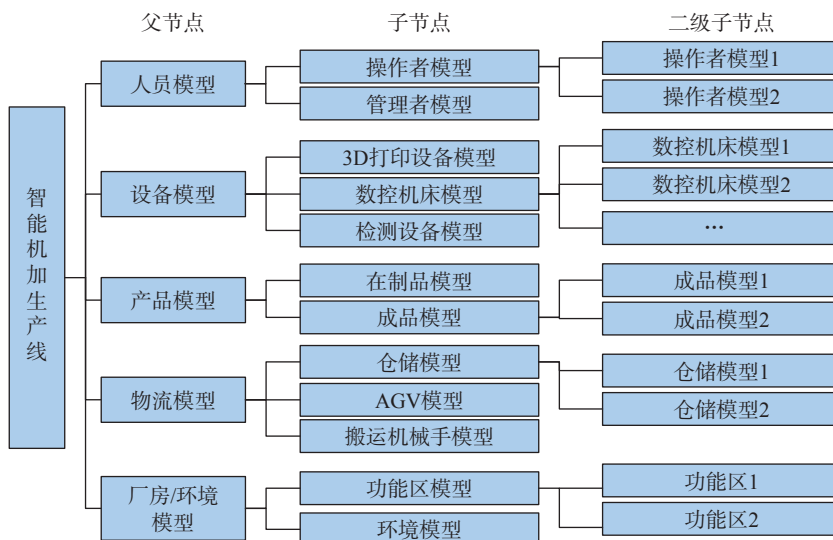 父节点
子节点
二级子节点
智能机加生产线
人员模型
操作者模型
管理者模型
操作者模型1
操作者模型2
设备模型
3D打印设备模型
数控机床模型
检测设备模型
数控机床模型1
数控机床模型2
…
产品模型
在制品模型
成品模型
成品模型1
成品模型2
物流模型
仓储模型
AGV模型
搬运机械手模型
仓储模型1
仓储模型2
厂房/环境
模型
功能区模型
环境模型
功能区1
功能区2